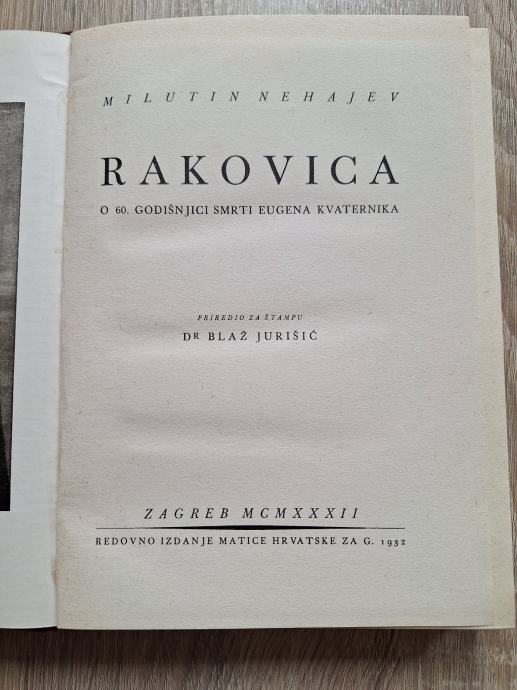 MILUTIN NEHAJEV
RAKOVICA
O 60. GODIŠNJICI SMRTI EUGENA KVATERNIKA
PRIREDIO ZA ŠTAMPU
DR BLAŽ JURIŠIĆ
ZAGREB MCMXXXII
REDOVNO IZDANJE MATICE HRVATSKE ZA G. 1932